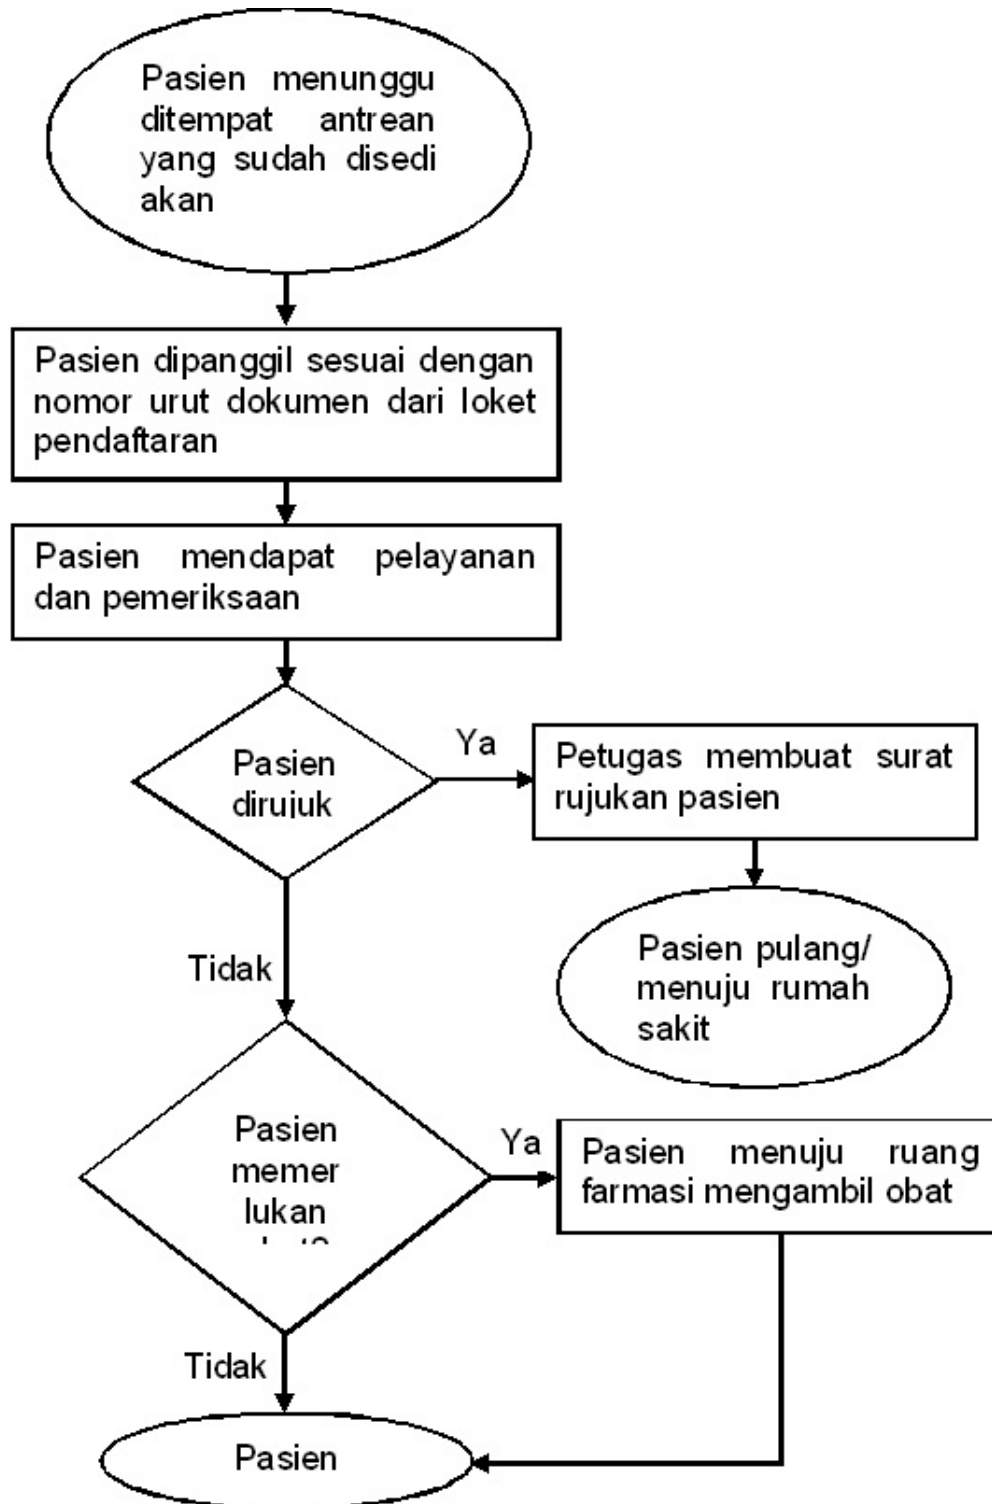 Pasien menunggu
ditempat antrean
yang sudah disedi
akan
Pasien dipanggil sesuai dengan
nomor urut dokumen dari loket
pendaftaran
Pasien mendapat pelayanan
dan pemeriksaan
Pasien
dirujuk
Ya
Petugas membuat surat
rujukan pasien
Pasien pulang/
menuju rumah
sakit
Tidak
Pasien
memer
lukan
Ya
Pasien menuju ruang
farmasi mengambil obat
Tidak
Pasien